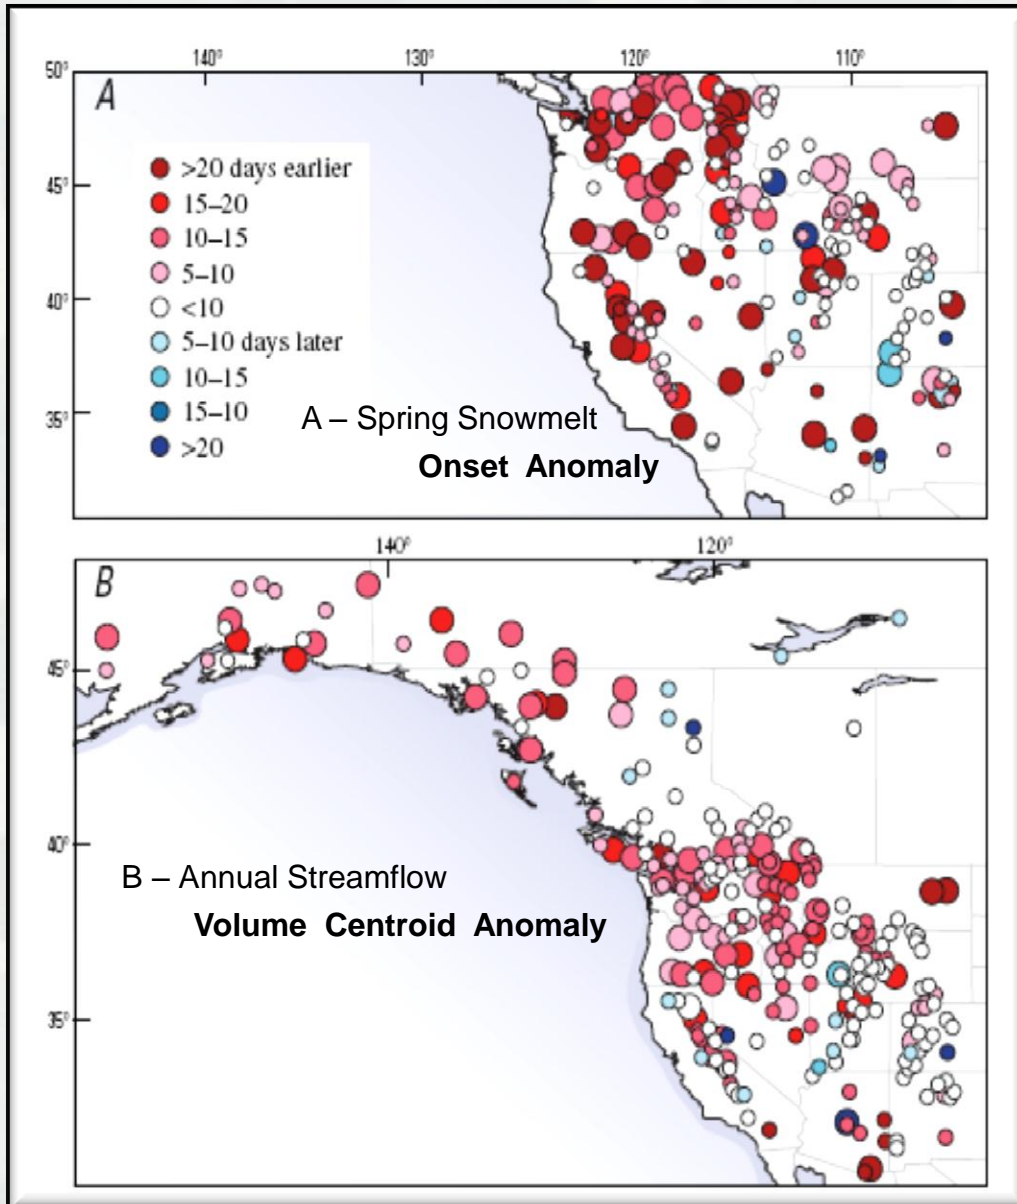 140° 130° 120° 110°
50°
A
>20 days earlier
15–20
10–15
5–10
<10
5–10 days later
10–15
15–10
>20
45°
40°
35°
A – Spring Snowmelt
Onset Anomaly
140° 120°
B
45°
40°
35°
B – Annual Streamflow
Volume Centroid Anomaly